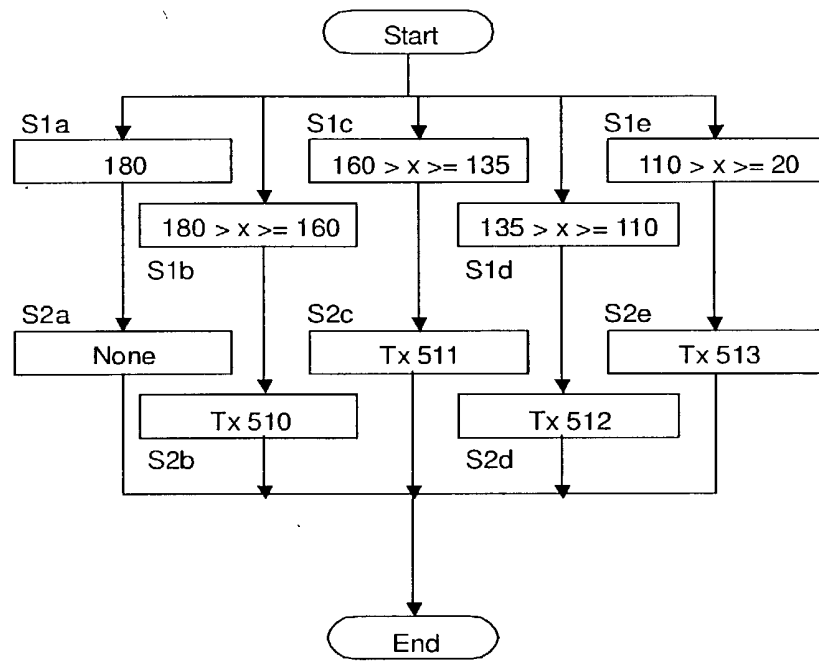 Start
S1a
S1c
S1e
180
160 > x >= 135
110 > x >= 20
180 > x >= 160
135 > x >= 110
S1b
S1d
S2a
S2c
S2e
None
Tx 511
Tx 513
Tx 510
Tx 512
S2b
S2d
End